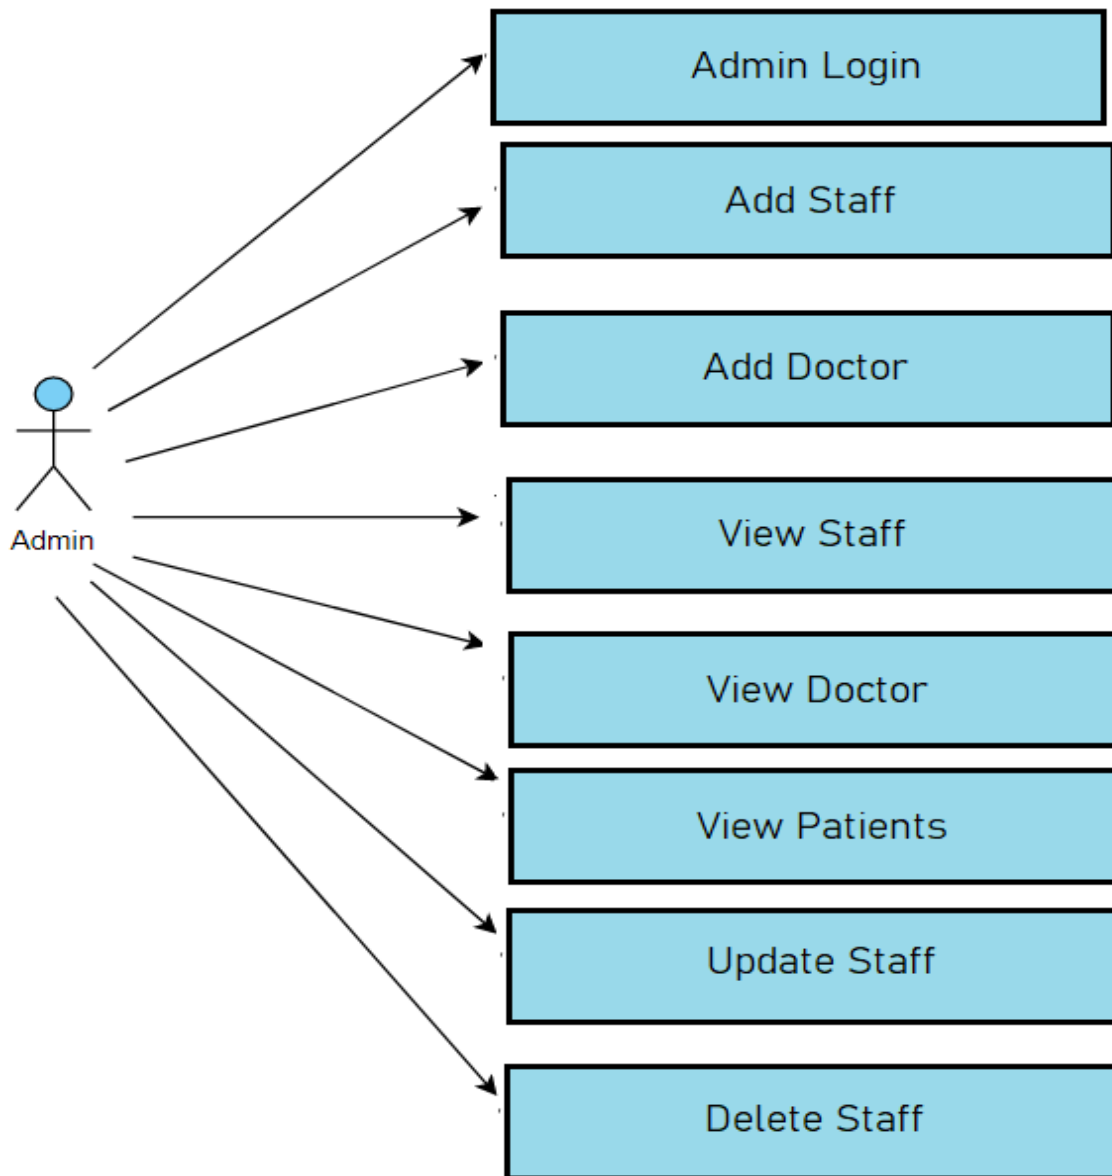 Admin Login
Add Staff
Add Doctor
Admin
View Staff
View Doctor
View Patients
Update Staff
Delete Staff